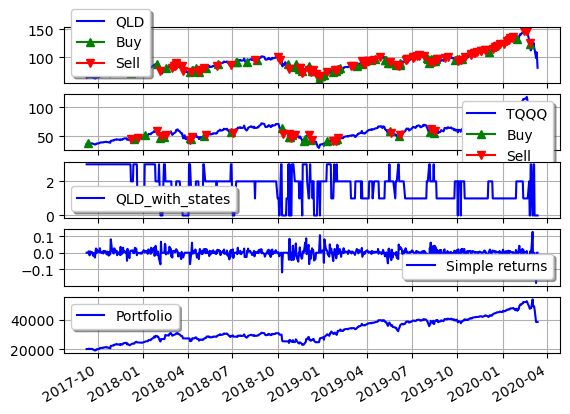 QLD
Buy
Sell
150
100
TQQQ
Buy
Sell
100
50
QLD_with_states
2
0
Simple returns
0.1
0.0
−0.1
Portfolio
40000
20000
2017-10
2018-01
2018-04
2018-07
2018-10
2019-01
2019-04
2019-07
2019-10
2020-01
2020-04